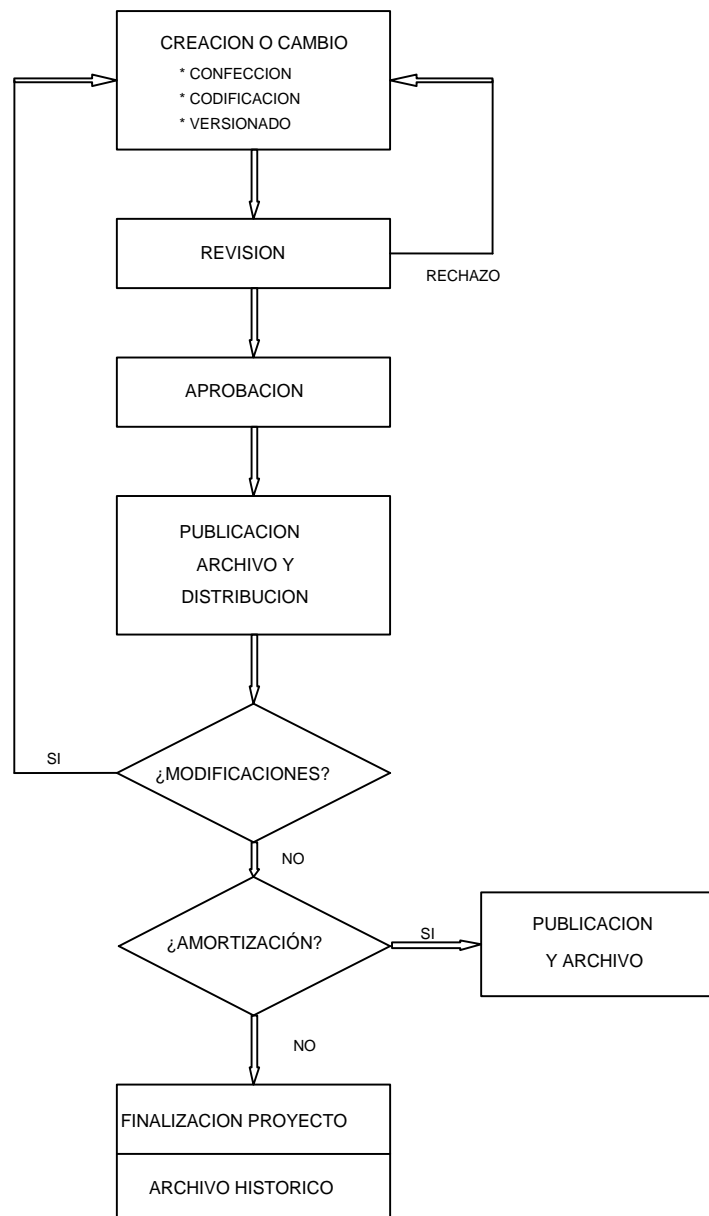 CREACION O CAMBIO
* CONFECCION
* CODIFICACION
* VERSIONADO
REVISION
RECHAZO
APROBACION
PUBLICACION
ARCHIVO Y
DISTRIBUCION
SI
¿MODIFICACIONES?
NO
¿AMORTIZACIÓN?
SI
PUBLICACION
Y ARCHIVO
NO
FINALIZACION PROYECTO
ARCHIVO HISTORICO